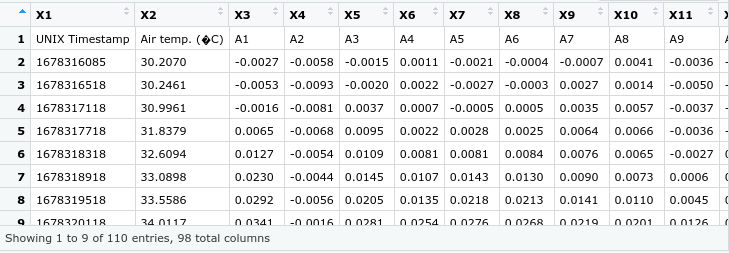 X1 X2 X3 X4 X5 X6 X7 X8 X9 X10 X11
1 UNIX Timestamp Air temp. (�C) A1 A2 A3 A4 A5 A6 A7 A8 A9
2 1678316085 30.2070 -0.0027 -0.0058 -0.0015 0.0011 -0.0021 -0.0004 -0.0007 0.0041 -0.0036
3 1678316518 30.2461 -0.0053 -0.0093 -0.0020 0.0022 -0.0027 -0.0003 0.0027 0.0014 -0.0050
4 1678317118 30.9961 -0.0016 -0.0081 0.0037 0.0007 -0.0005 0.0005 0.0035 0.0057 -0.0037
5 1678317718 31.8379 0.0065 -0.0068 0.0095 0.0022 0.0028 0.0025 0.0064 0.0066 -0.0036
6 1678318318 32.6094 0.0127 -0.0054 0.0109 0.0081 0.0081 0.0084 0.0076 0.0065 -0.0027
7 1678318918 33.0898 0.0230 -0.0044 0.0145 0.0107 0.0143 0.0130 0.0090 0.0073 0.0006
8 1678319518 33.5586 0.0292 -0.0056 0.0205 0.0135 0.0218 0.0213 0.0141 0.0110 0.0045
9 1678320118 34.0117 0.0341 -0.0016 0.0281 0.0254 0.0276 0.0268 0.0219 0.0201 0.0126
Showing 1 to 9 of 110 entries, 98 total columns